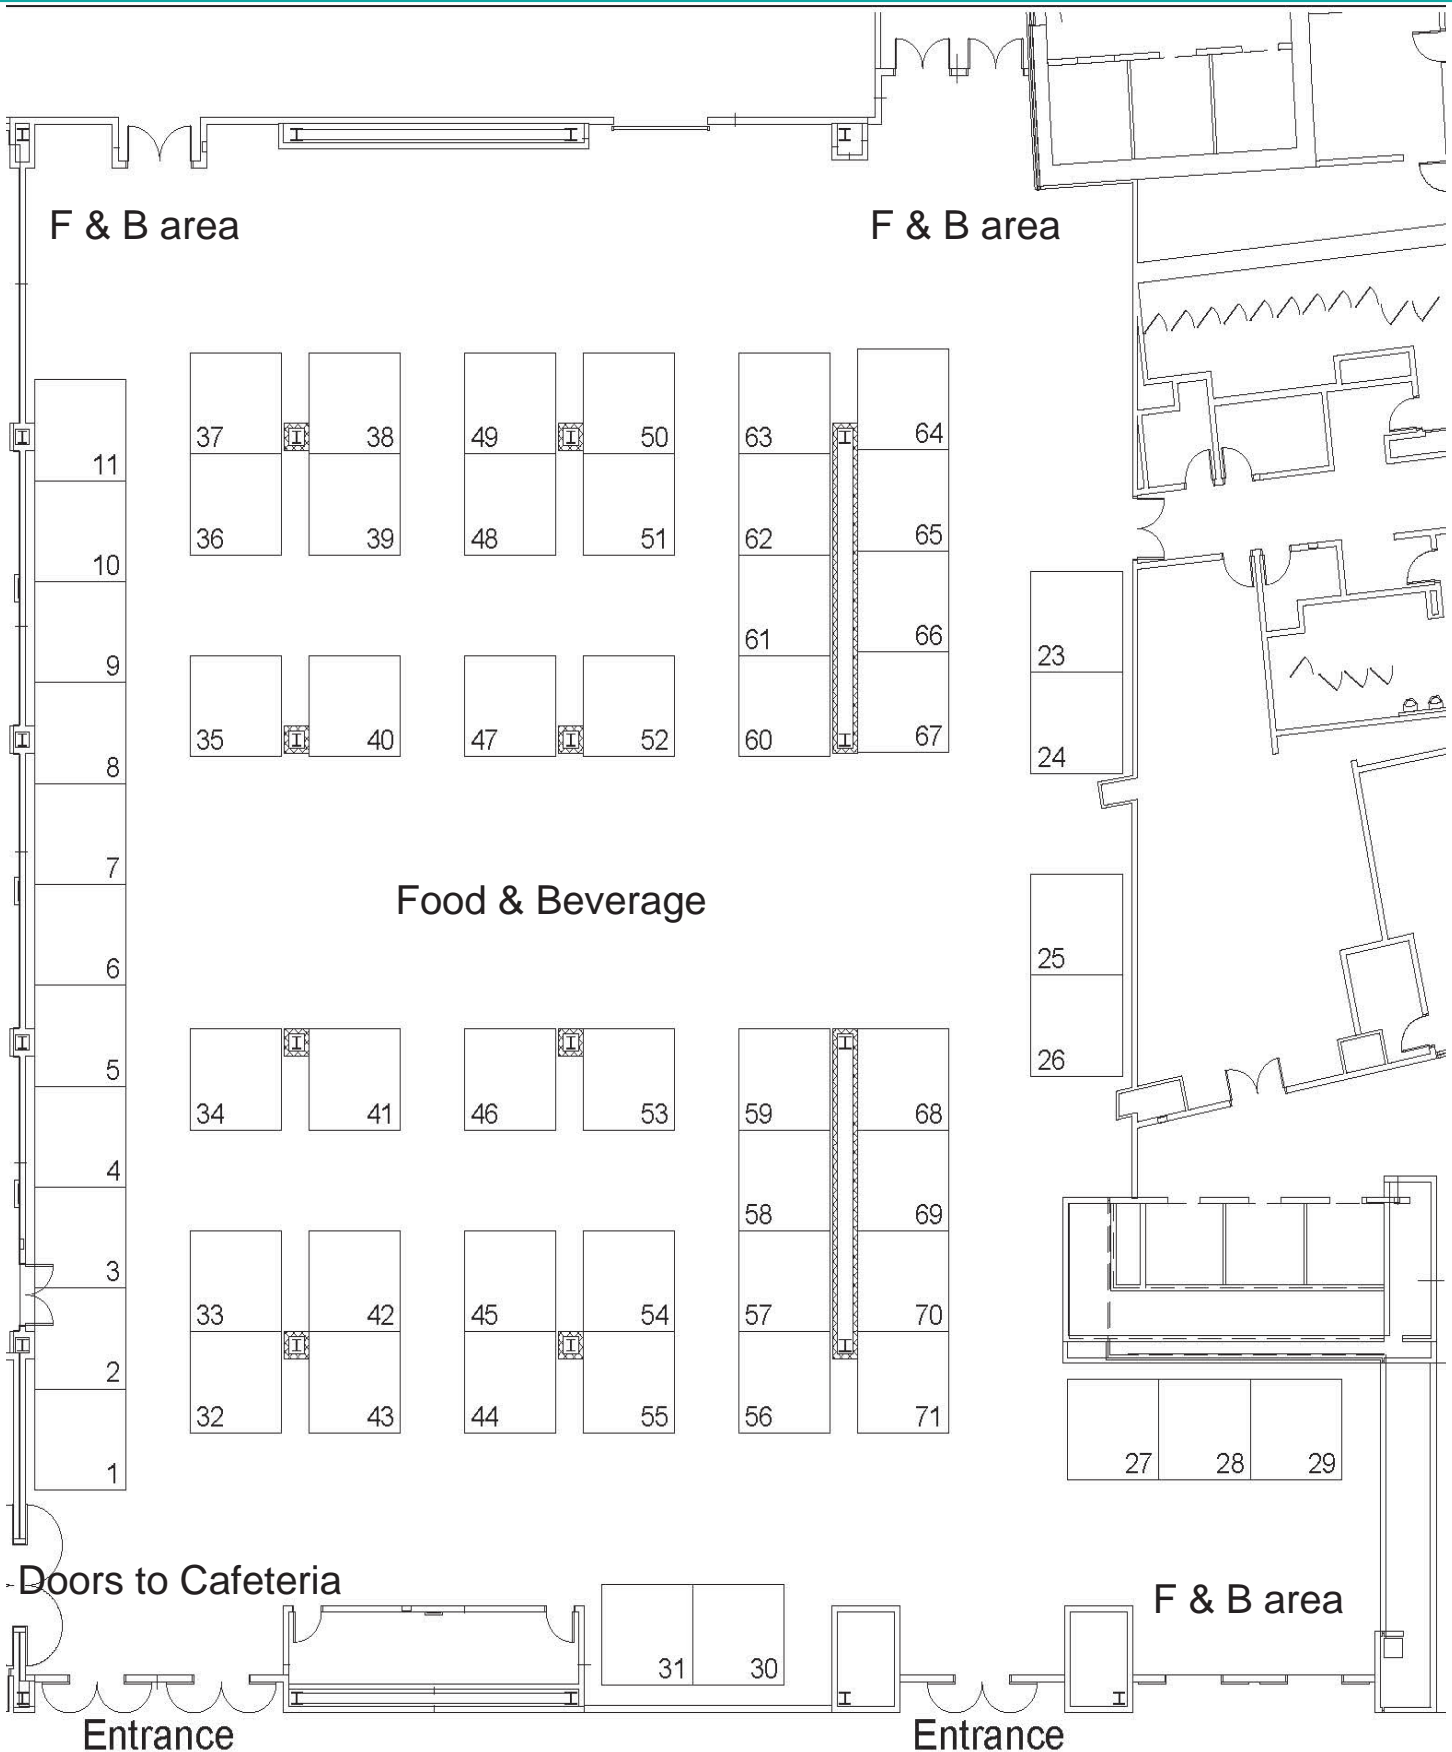 F & B area
F & B area
37 38 49 50 63 64
11
36 39 48 51 62 65
10
61 66 23
9
35 40 47 52 60 67
24
8
7
Food & Beverage
6 25
5 26
34 41 46 53 59 68
4
58 69
3
33 42 45 54 57 70
2
32 43 44 55 56 71
1 27 28 29
Doors to Cafeteria
F & B area
31 30
Entrance
Entrance